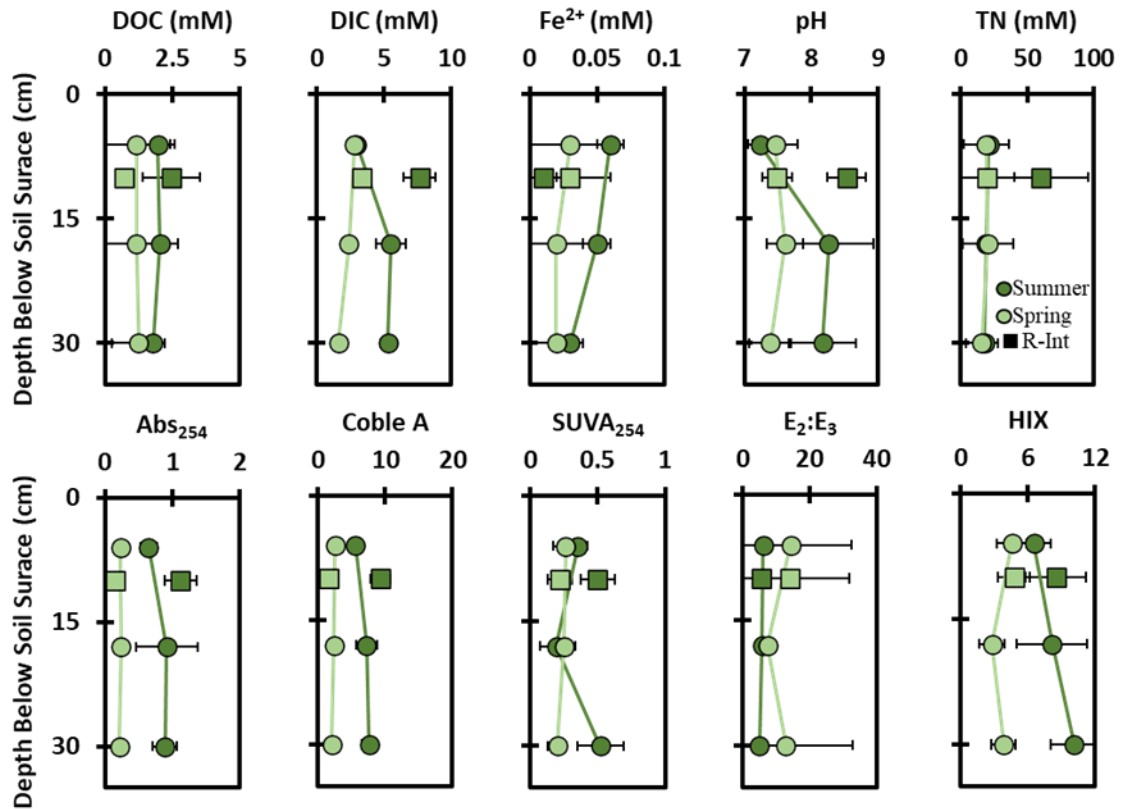 DOC (mM) DIC (mM) Fe²⁺ (mM) pH TN (mM)
0 2.5 5 0 5 10 0 0.05 0.1 7 8 9 0 50 100
Depth Below Soil Surace (cm)
0
15
30
Summer
Spring
R-Int
Abs₂₅₄ Coble A SUVA₂₅₄ E₂:E₃ HIX
0 1 2 0 10 20 0 0.5 1 0 20 40 0 6 12
Depth Below Soil Surace (cm)
0
15
30